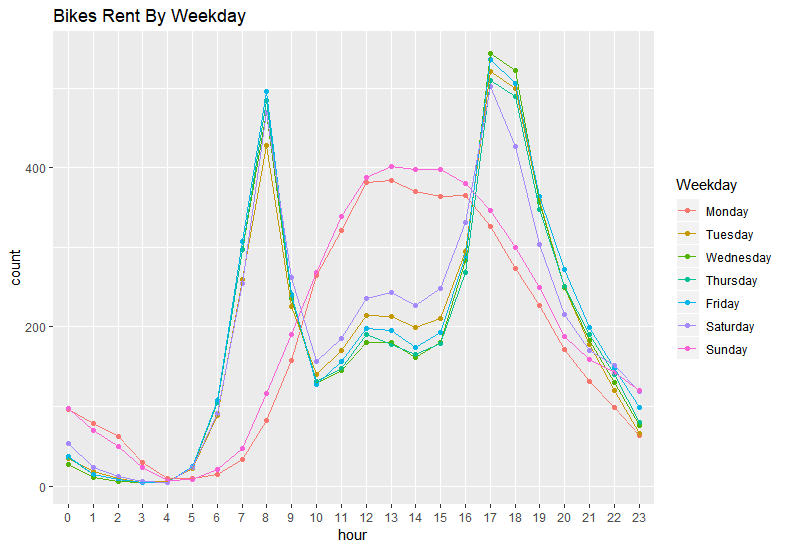 Bikes Rent By Weekday
count
400
200
0
0 1 2 3 4 5 6 7 8 9 10 11 12 13 14 15 16 17 18 19 20 21 22 23
hour
Weekday
Monday
Tuesday
Wednesday
Thursday
Friday
Saturday
Sunday